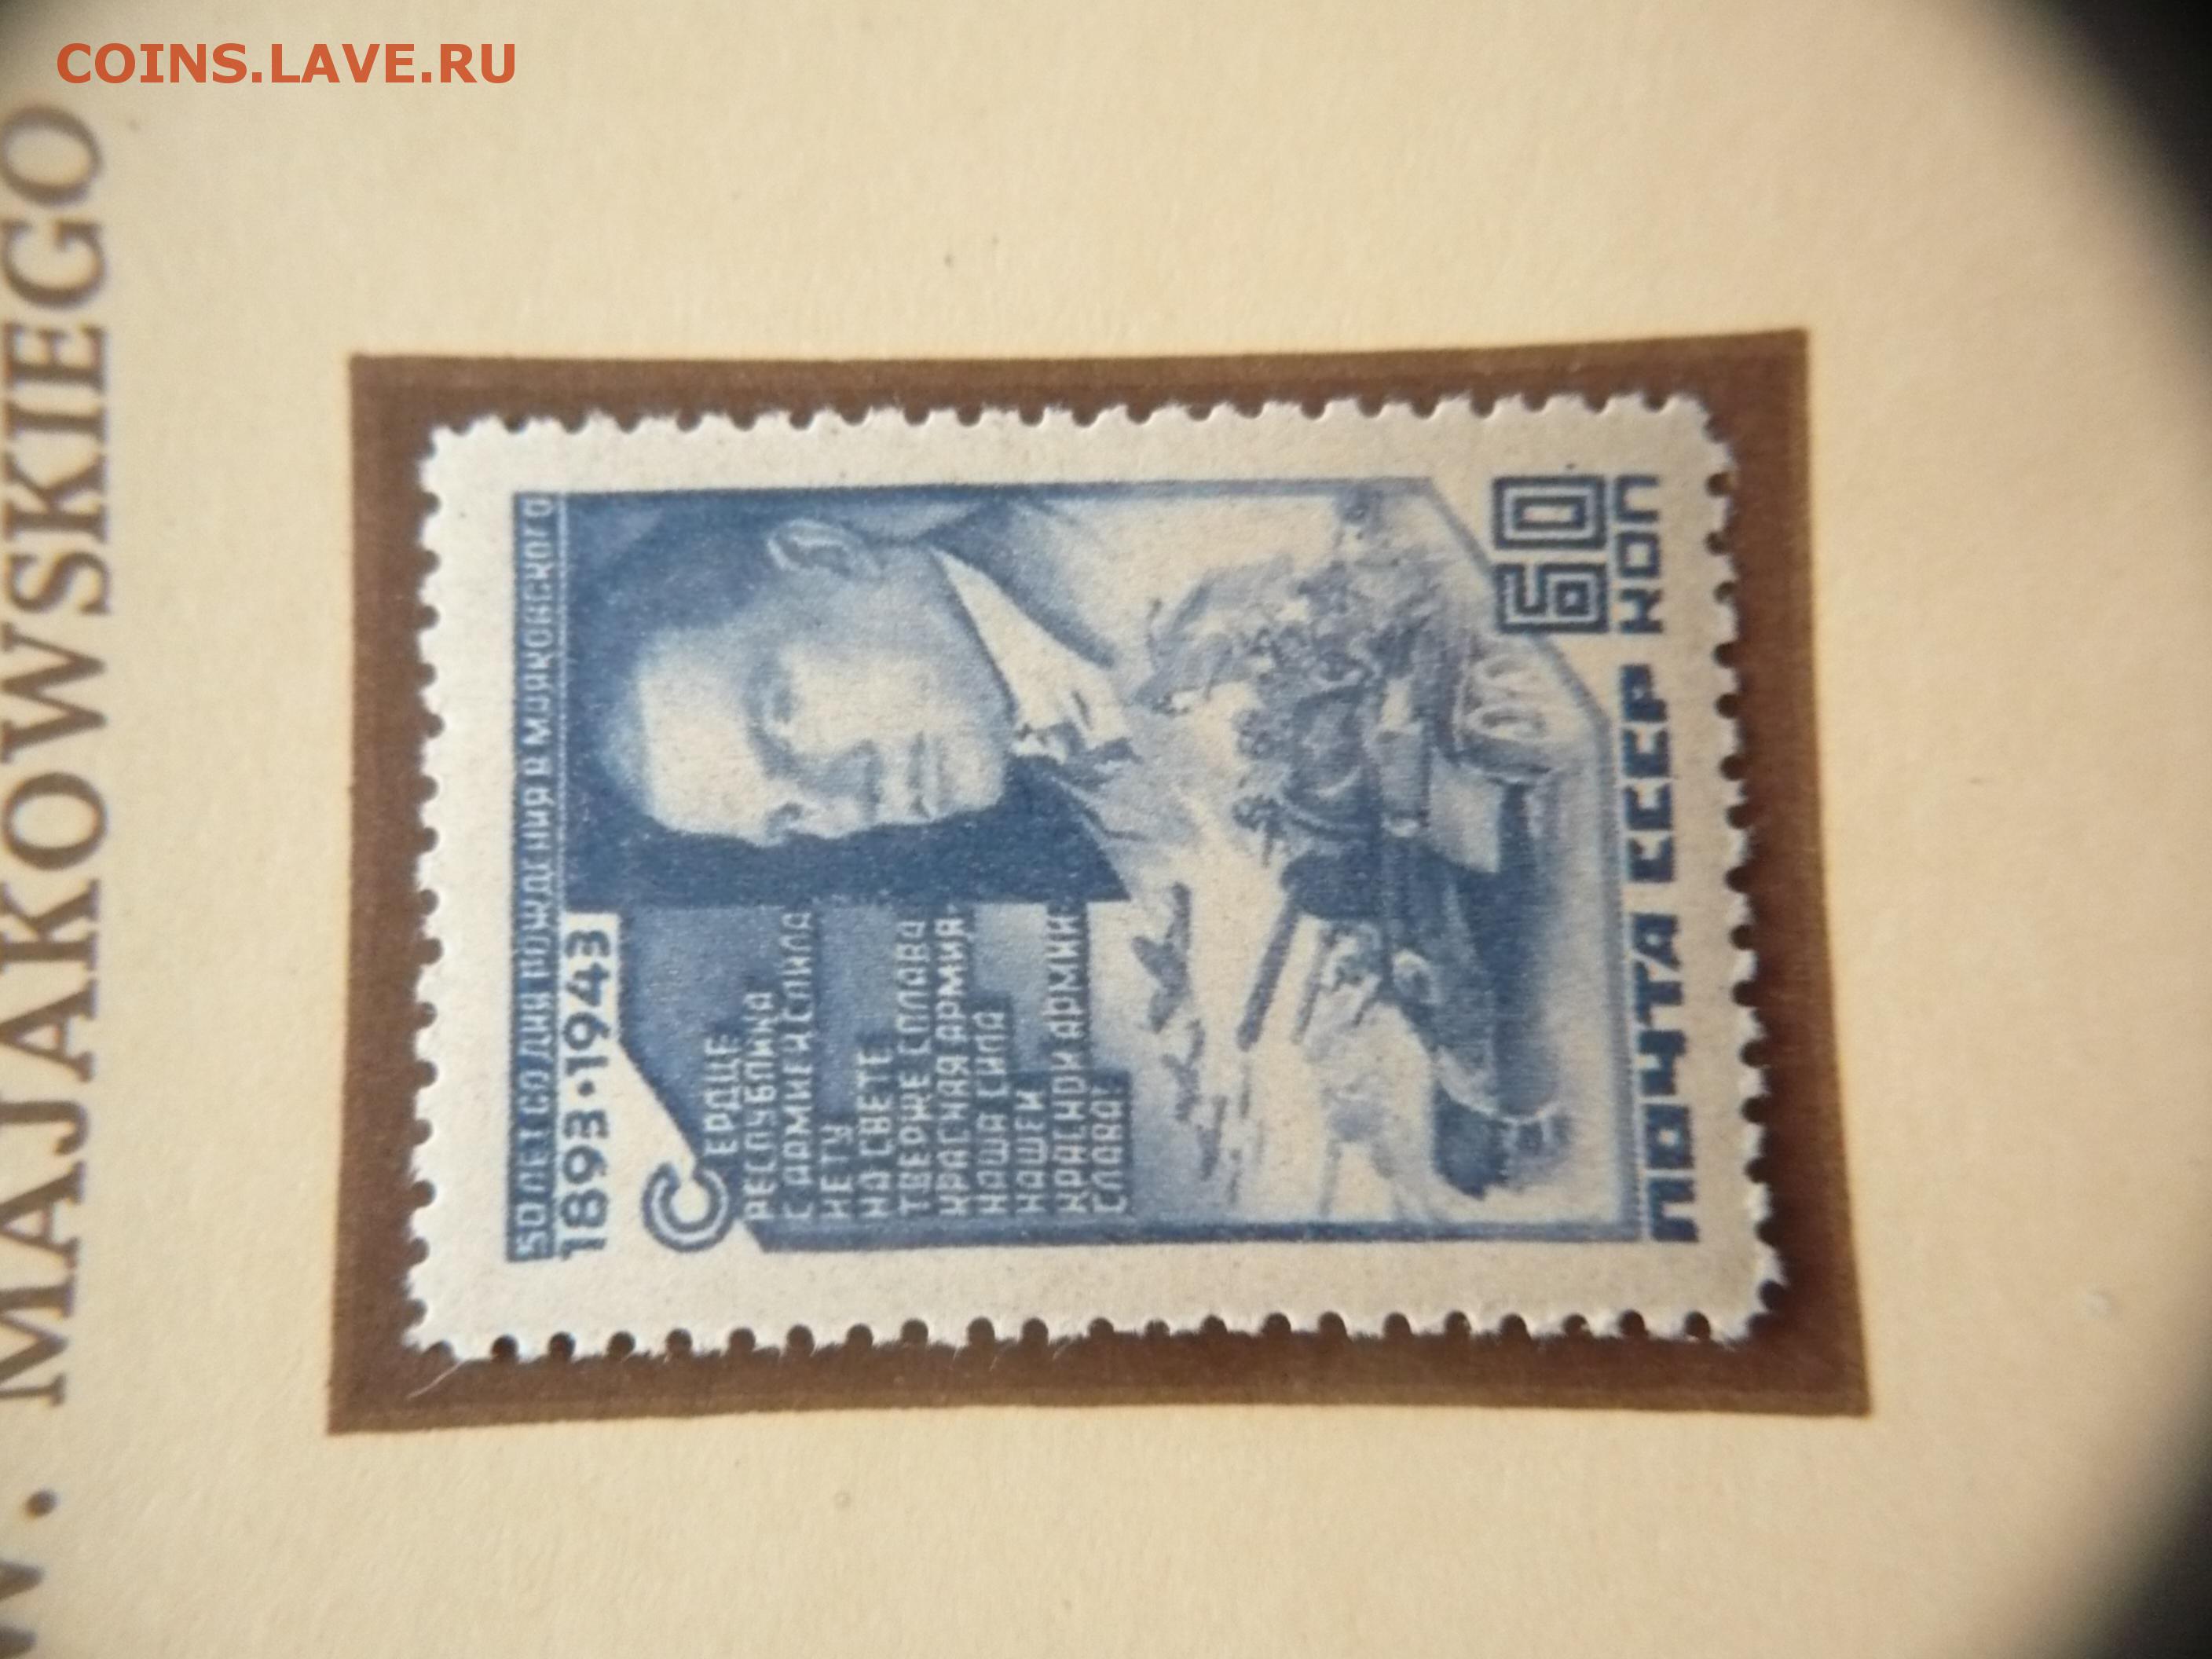 COINS.LAVE.RU
W. MAJAKOWSKIEGO
50 ЛЕТ СО ДНЯ РОЖДЕНИЯ В МАЯКОВСКОГО
1893·1943
СЕРДЦЕ
РЕСПУБЛИКА
С АРМИЕЙ СЛИЛА
НЕТУ
НА СВЕТЕ
ТВЕРЖЕ СПЛАВА
КРАСНАЯ АРМИЯ-
НАША СИЛА
НАШЕЙ
КРАСНОЙ АРМИИ
СЛАВА!
60
ПОЧТА СССР КОП